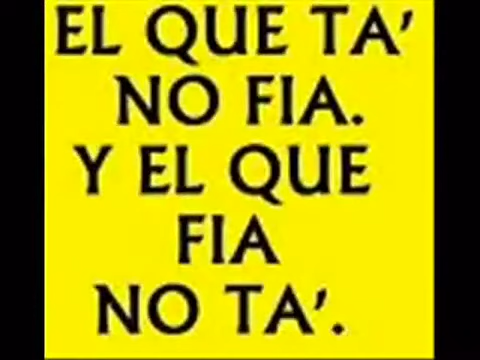 EL QUE TA'
NO FIA.
Y EL QUE
FIA
NO TA'.